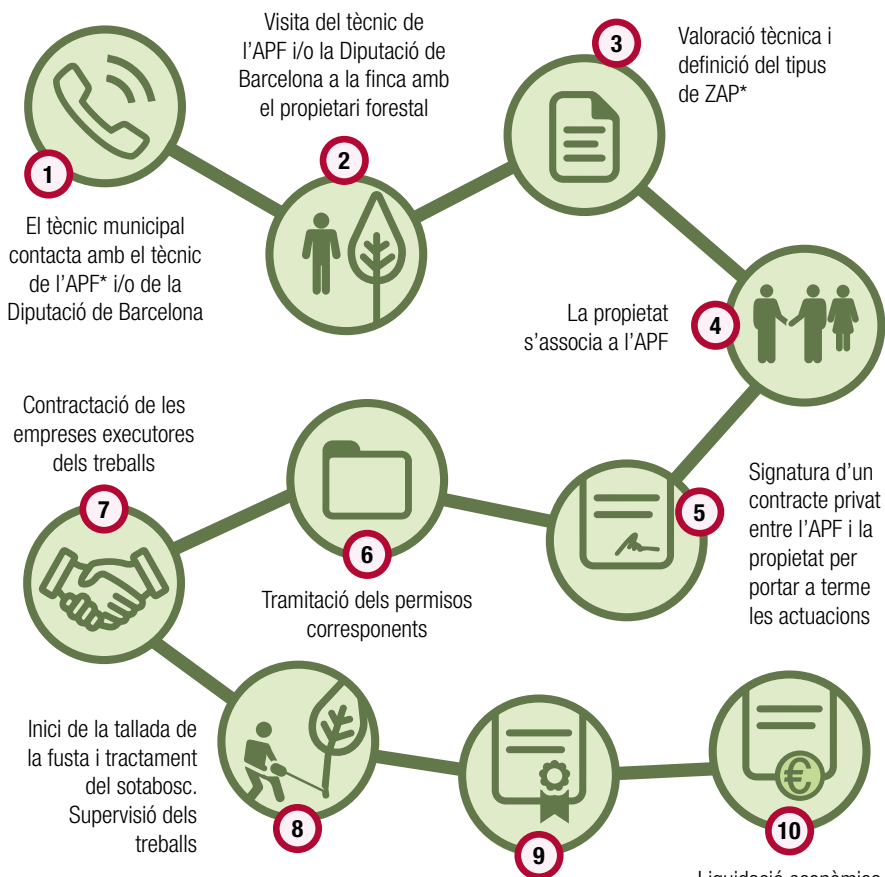 1
El tècnic municipal
contacta amb el tècnic
de l’APF* i/o de la
Diputació de Barcelona
Visita del tècnic de
l’APF i/o la Diputació de
Barcelona a la finca amb
el propietari forestal
2
3
Valoració tècnica i
definició del tipus
de ZAP*
La propietat
s’associa a l’APF
4
5
Signatura d’un
contracte privat
entre l’APF i la
propietat per
portar a terme
les actuacions
6
Tramitació dels permisos
corresponents
Contractació de les
empreses executores
dels treballs
7
Inici de la tallada de
la fusta i tractament
del sotabosc.
Supervisió dels
treballs
8
9
€
10
Liquidació econòmica